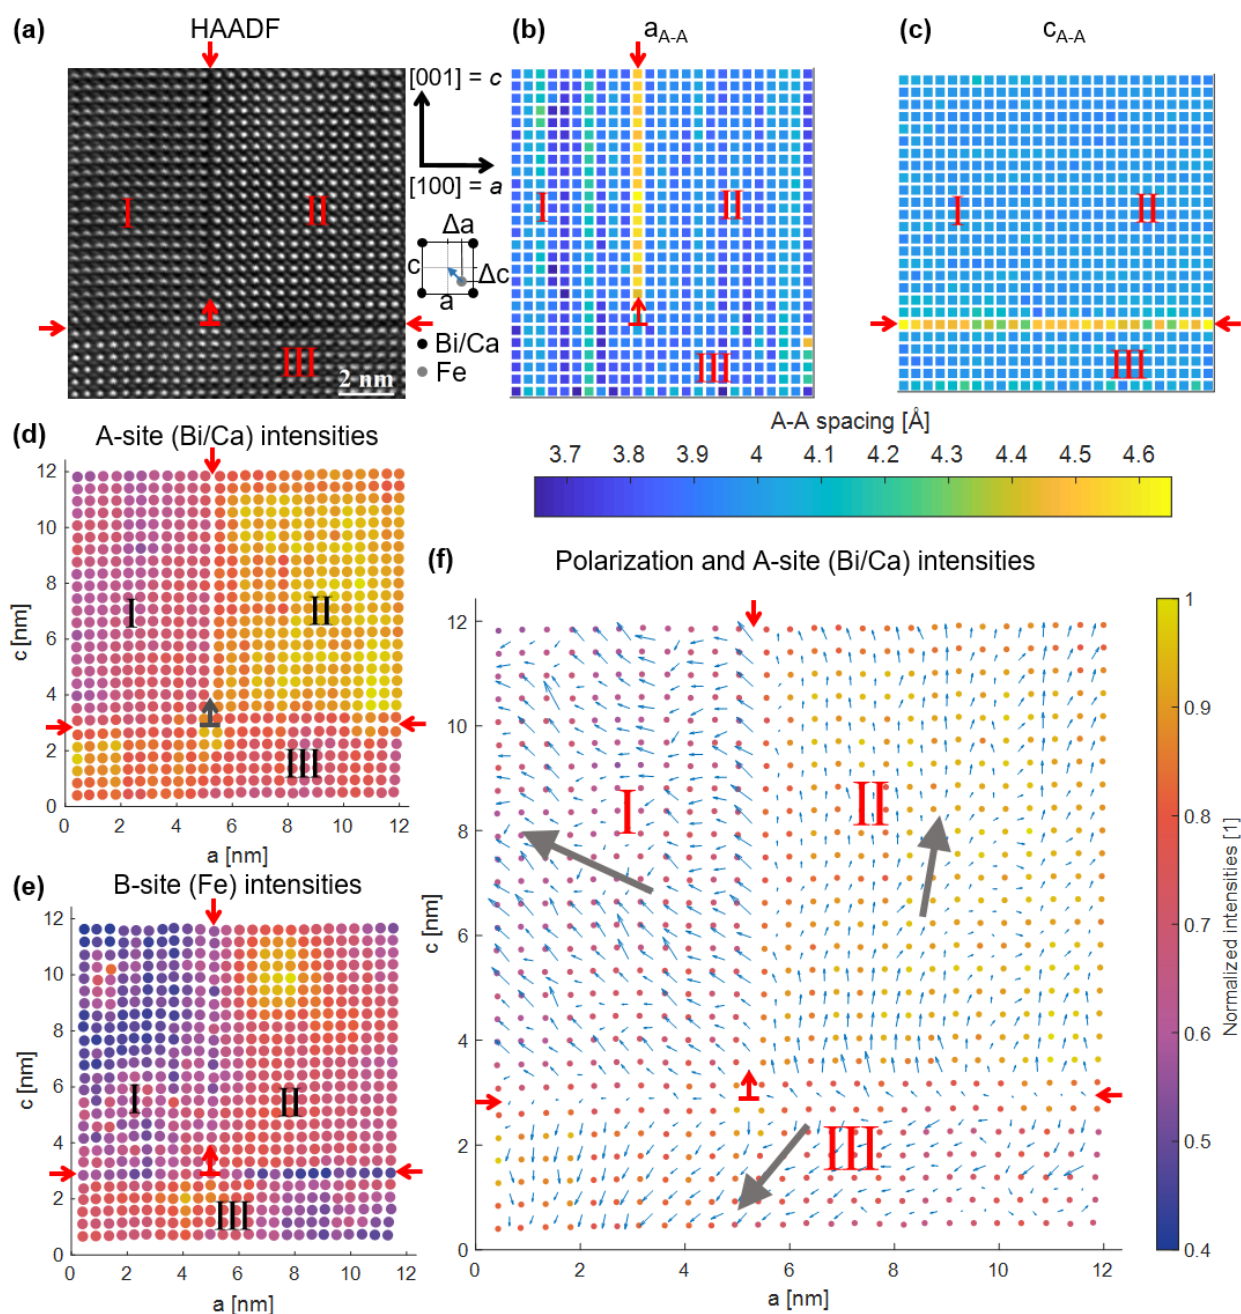 (a) HAADF
[001] = c
[100] = a
I
II
III
2 nm
Δa
c
Δc
a
Bi/Ca
Fe
(b) aA-A
I
II
III
(c) cA-A
I
II
III
A-A spacing [Å]
3.7 3.8 3.9 4 4.1 4.2 4.3 4.4 4.5 4.6
(d) A-site (Bi/Ca) intensities
12
10
8
6
4
2
0
c [nm]
I
II
III
0 2 4 6 8 10 12
a [nm]
(e) B-site (Fe) intensities
12
10
8
6
4
2
0
c [nm]
I
II
III
0 2 4 6 8 10 12
a [nm]
(f) Polarization and A-site (Bi/Ca) intensities
12
10
8
6
4
2
0
c [nm]
I
II
III
0 2 4 6 8 10 12
a [nm]
1
0.9
0.8
0.7
0.6
0.5
0.4
Normalized intensities [1]